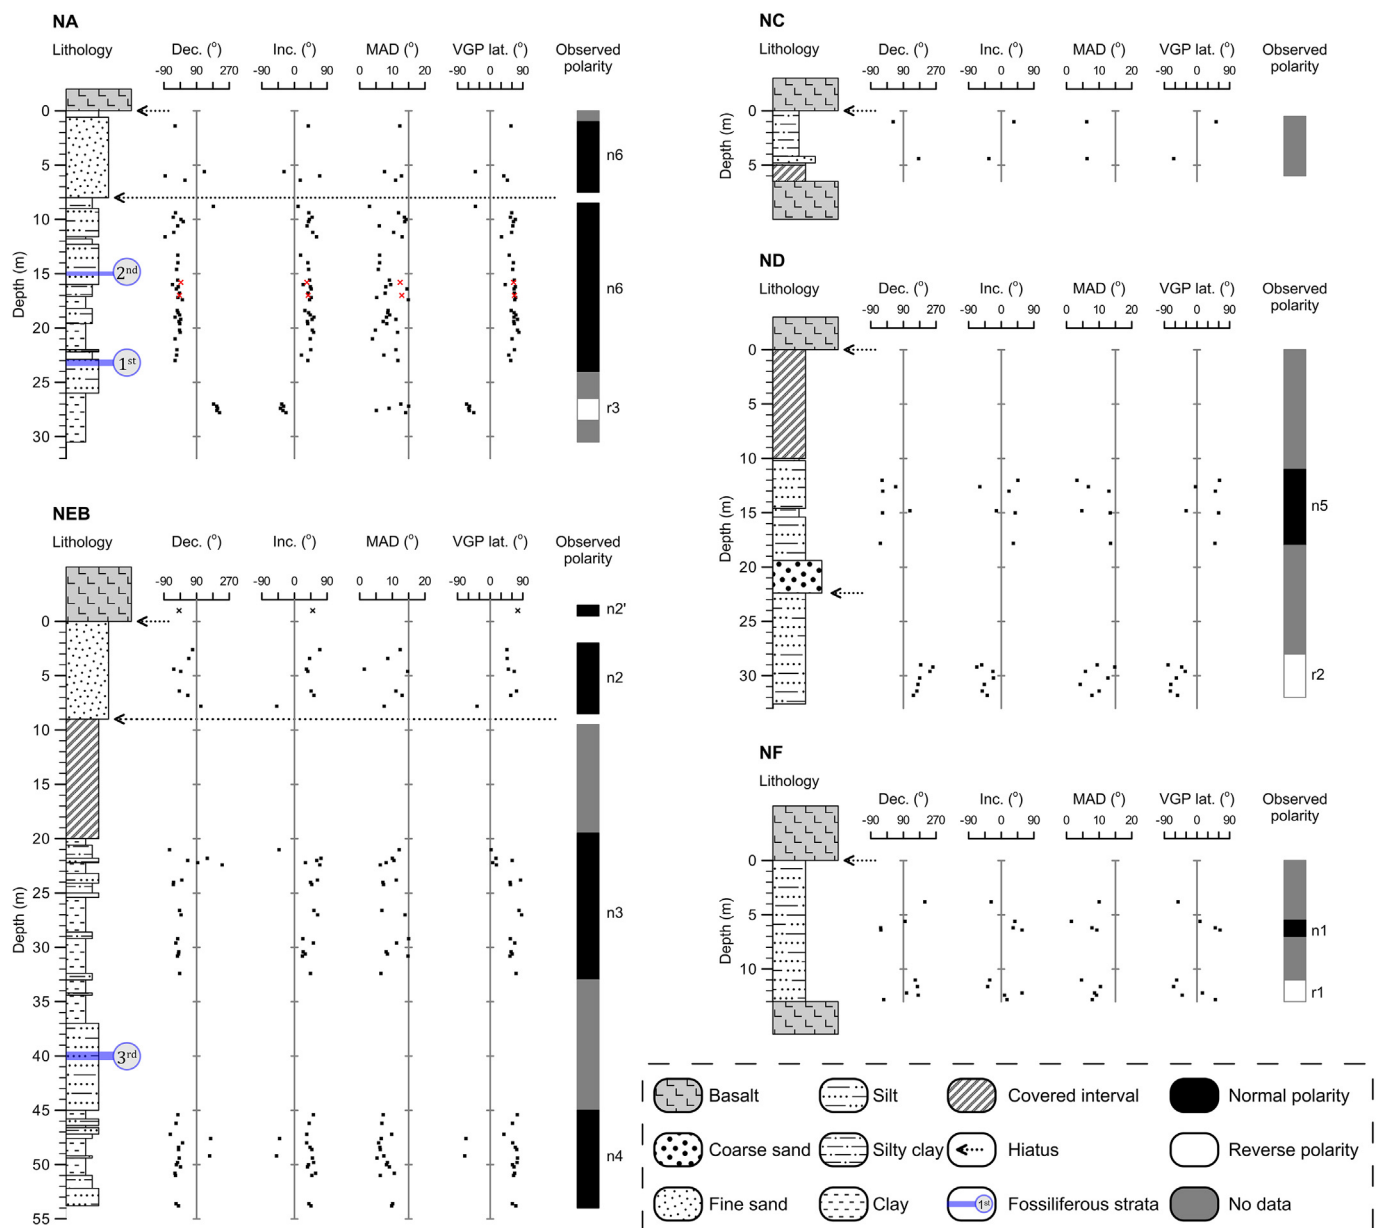 NA
Lithology
Dec. (°)
Inc. (°)
MAD (°)
VGP lat. (°)
Observed
polarity
-90 90 270
-90 0 90
0 10 20
-90 0 90
Depth (m)
0
5
10
15
20
25
30
2nd
1st
n6
n6
r3
NEB
Lithology
Dec. (°)
Inc. (°)
MAD (°)
VGP lat. (°)
Observed
polarity
-90 90 270
-90 0 90
0 10 20
-90 0 90
Depth (m)
0
5
10
15
20
25
30
35
40
45
50
55
3rd
n2'
n2
n3
n4
NC
Lithology
Dec. (°)
Inc. (°)
MAD (°)
VGP lat. (°)
Observed
polarity
-90 90 270
-90 0 90
0 10 20
-90 0 90
Depth (m)
0
5
ND
Lithology
Dec. (°)
Inc. (°)
MAD (°)
VGP lat. (°)
Observed
polarity
-90 90 270
-90 0 90
0 10 20
-90 0 90
Depth (m)
0
5
10
15
20
25
30
n5
r2
NF
Lithology
Dec. (°)
Inc. (°)
MAD (°)
VGP lat. (°)
Observed
polarity
-90 90 270
-90 0 90
0 10 20
-90 0 90
Depth (m)
0
5
10
n1
r1
Basalt
Silt
Covered interval
Normal polarity
Coarse sand
Silty clay
Hiatus
Reverse polarity
Fine sand
Clay
1st
Fossiliferous strata
No data